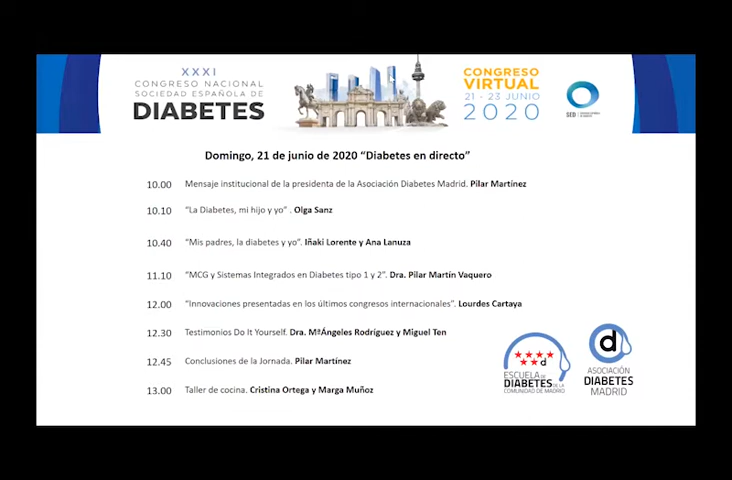 XXXI
CONGRESO NACIONAL
SOCIEDAD ESPAÑOLA DE
DIABETES
CONGRESO
VIRTUAL
21 - 23 JUNIO
2020
SED
Domingo, 21 de junio de 2020 “Diabetes en directo”
10.00 Mensaje institucional de la presidenta de la Asociación Diabetes Madrid. Pilar Martínez
10.10 “La Diabetes, mi hijo y yo” . Olga Sanz
10.40 “Mis padres, la diabetes y yo”. Iñaki Lorente y Ana Lanuza
11.10 “MCG y Sistemas Integrados en Diabetes tipo 1 y 2”. Dra. Pilar Martín Vaquero
12.00 “Innovaciones presentadas en los últimos congresos internacionales”. Lourdes Cartaya
12.30 Testimonios Do It Yourself. Dra. MªÁngeles Rodríguez y Miguel Ten
12.45 Conclusiones de la Jornada. Pilar Martínez
13.00 Taller de cocina. Cristina Ortega y Marga Muñoz
d
ESCUELA DE
DIABETES DE LA
COMUNIDAD DE MADRID
d
ASOCIACIÓN
DIABETES
MADRID